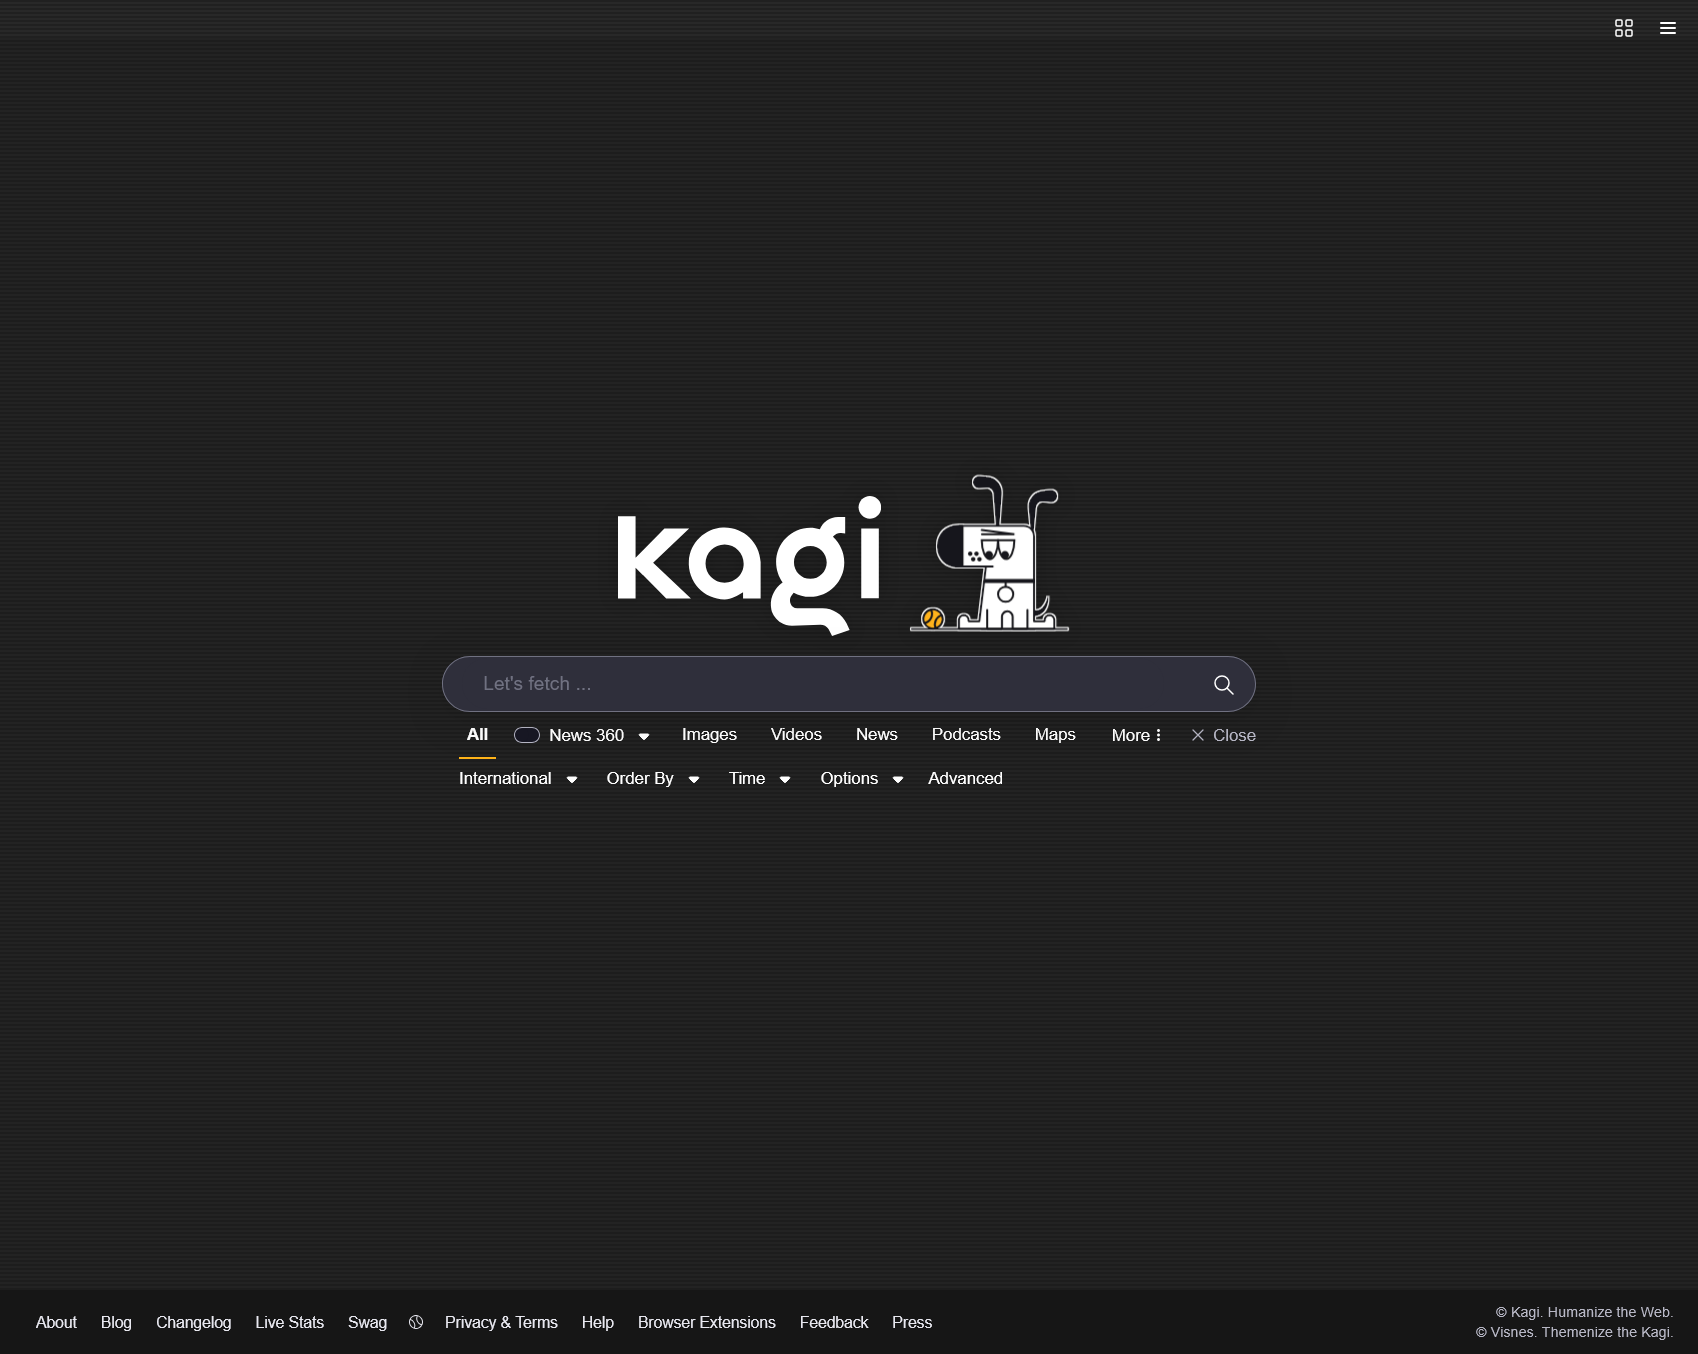 kagi
Let's fetch ...
All News 360 Images Videos News Podcasts Maps More Close
International Order By Time Options Advanced
About Blog Changelog Live Stats Swag Privacy & Terms Help Browser Extensions Feedback Press
© Kagi. Humanize the Web.
© Visnes. Themenize the Kagi.